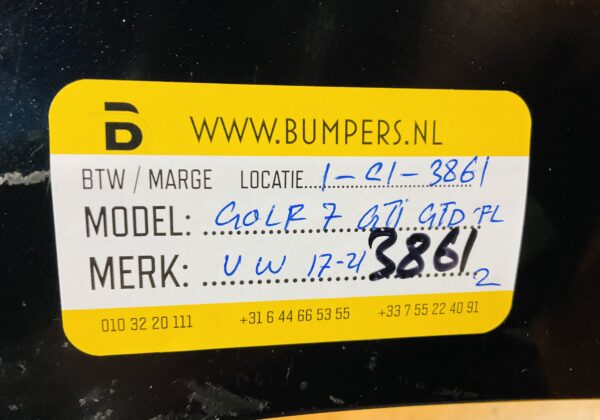 WWW.BUMPERS.NL
BTW / MARGE LOCATIE 1-C1-3861
MODEL: GOLF 7 GTi GTD FL
MERK: VW 17-21 3861 2
010 32 20 111 +31 6 44 66 53 55 +33 7 55 22 40 91